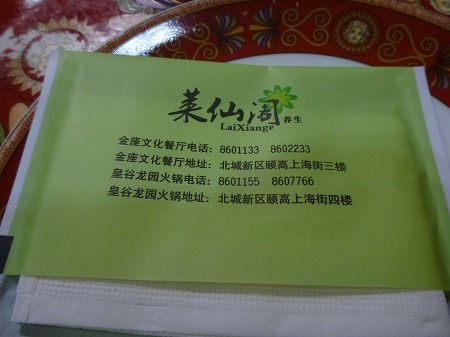 菜仙阁 养生
LaiXiange
金座文化餐厅电话：8601133 8602233
金座文化餐厅地址：北城新区颐高上海街三楼
皇谷龙园火锅电话：8601155 8607766
皇谷龙园火锅地址：北城新区颐高上海街四楼